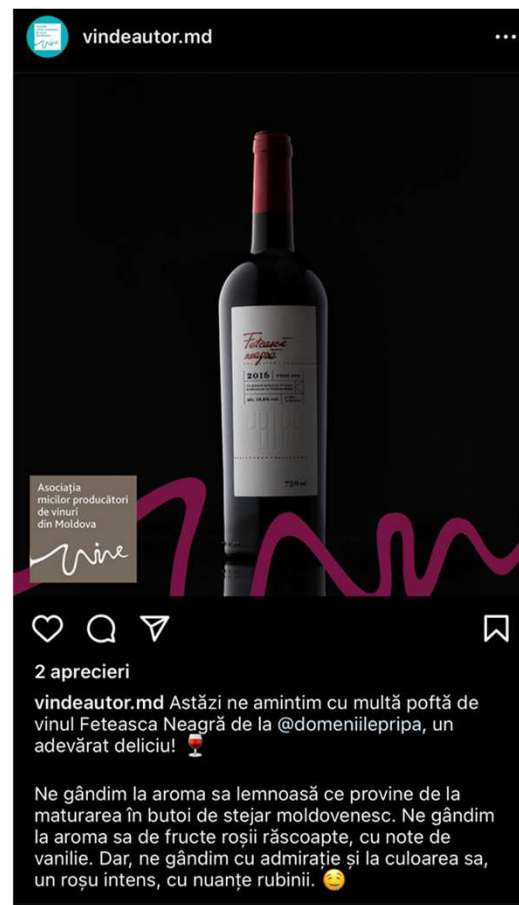 vindeautor.md
Fetească
neagră
2016
alc. 14,5% vol.
PRIPA
750 ml
Asociația
micilor producători
de vinuri
din Moldova
wine
2 aprecieri
vindeautor.md Astăzi ne amintim cu multă poftă de
vinul Feteasca Neagră de la @domeniilepripa, un
adevărat deliciu! 🍷
Ne gândim la aroma sa lemnoasă ce provine de la
maturarea în butoi de stejar moldovenesc. Ne gândim
la aroma sa de fructe roșii răscoapte, cu note de
vanilie. Dar, ne gândim cu admirație și la culoarea sa,
un roșu intens, cu nuanțe rubinii. 😋